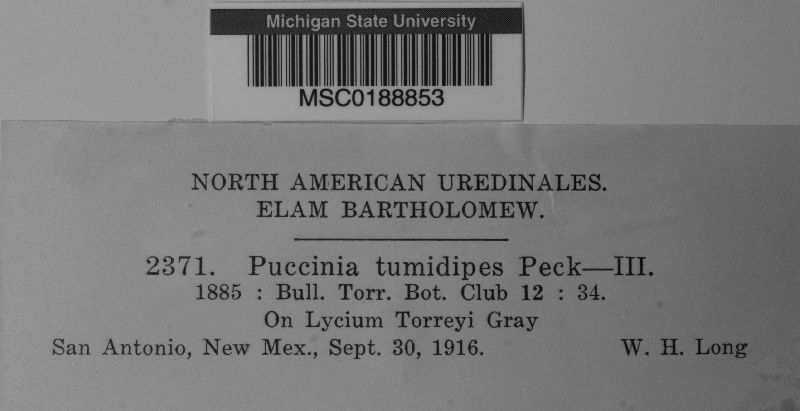 Michigan State University
MSC0188853
NORTH AMERICAN UREDINALES.
ELAM BARTHOLOMEW.
2371. Puccinia tumidipes Peck—III.
1885 : Bull. Torr. Bot. Club 12 : 34.
On Lycium Torreyi Gray
San Antonio, New Mex., Sept. 30, 1916. W. H. Long